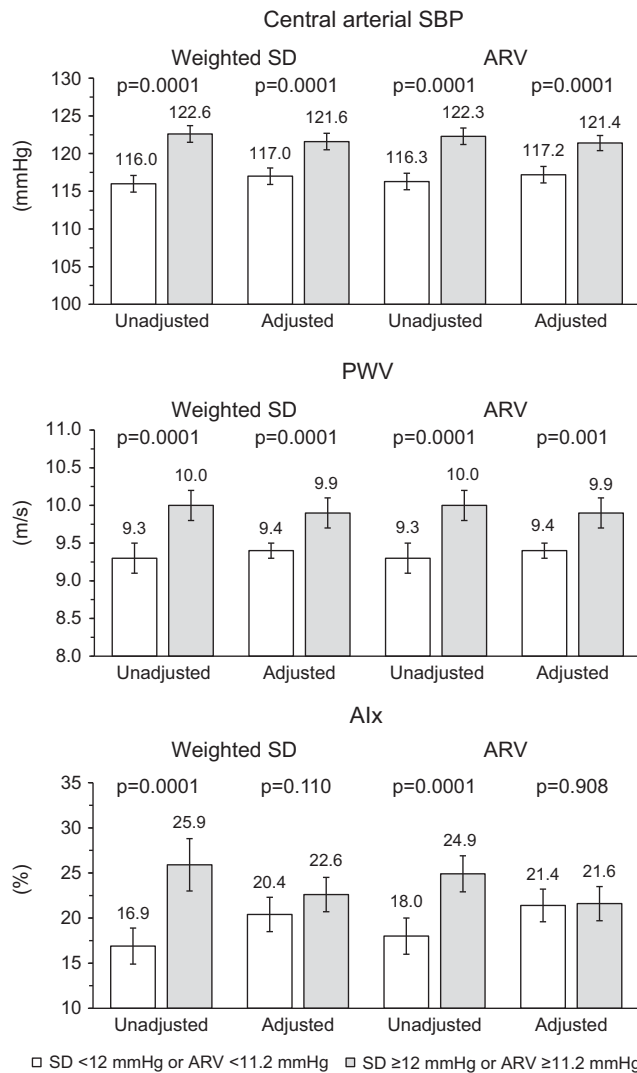 Central arterial SBP
Weighted SD ARV
p=0.0001 p=0.0001 p=0.0001 p=0.0001
130
125
120
115
110
105
100
(mmHg)
116.0 122.6 117.0 121.6 116.3 122.3 117.2 121.4
Unadjusted Adjusted Unadjusted Adjusted
PWV
Weighted SD ARV
p=0.0001 p=0.0001 p=0.0001 p=0.001
11.0
10.5
10.0
9.5
9.0
8.5
8.0
(m/s)
9.3 10.0 9.4 9.9 9.3 10.0 9.4 9.9
Unadjusted Adjusted Unadjusted Adjusted
AIx
Weighted SD ARV
p=0.0001 p=0.110 p=0.0001 p=0.908
35
30
25
20
15
10
(%)
16.9 25.9 20.4 22.6 18.0 24.9 21.4 21.6
Unadjusted Adjusted Unadjusted Adjusted
SD <12 mmHg or ARV <11.2 mmHg SD ≥12 mmHg or ARV ≥11.2 mmHg